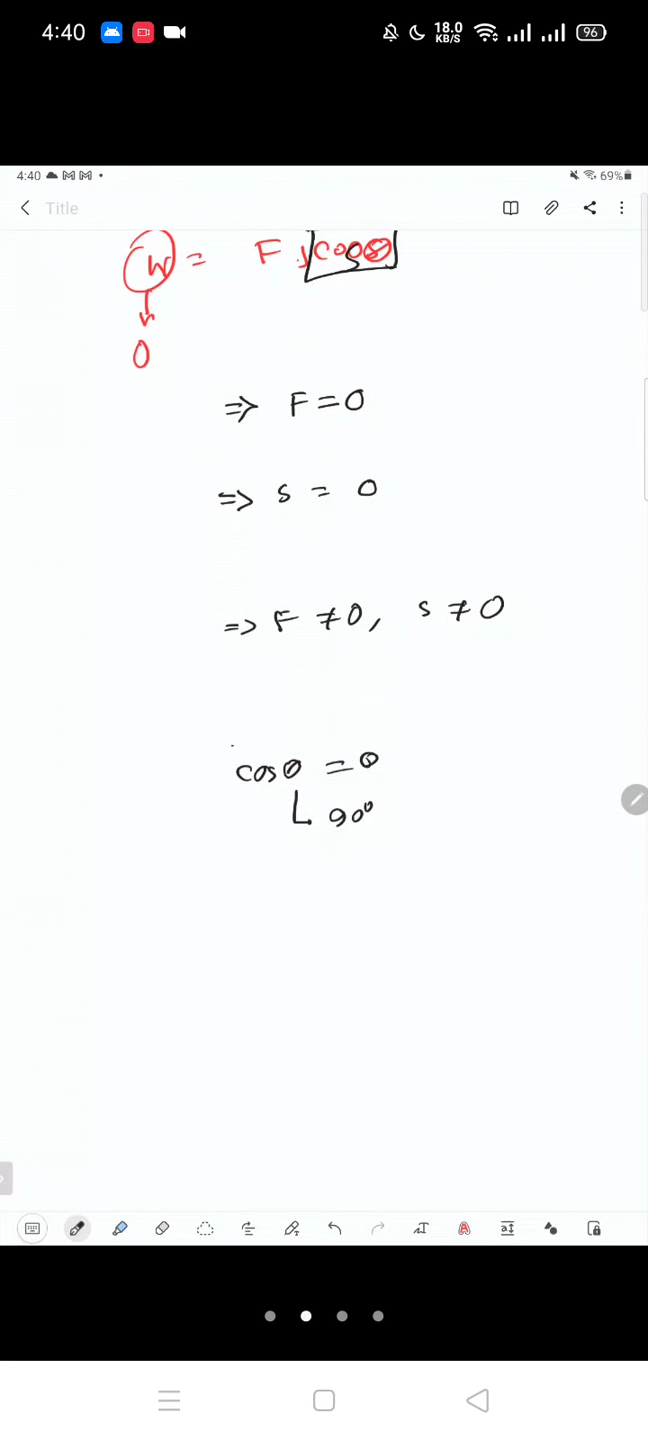 4:40 18.0 KB/S 96
4:40 69%
Title
W = F s cosθ
0
⇒ F = 0
⇒ s = 0
⇒ F ≠ 0, s ≠ 0
cosθ = 0
90°